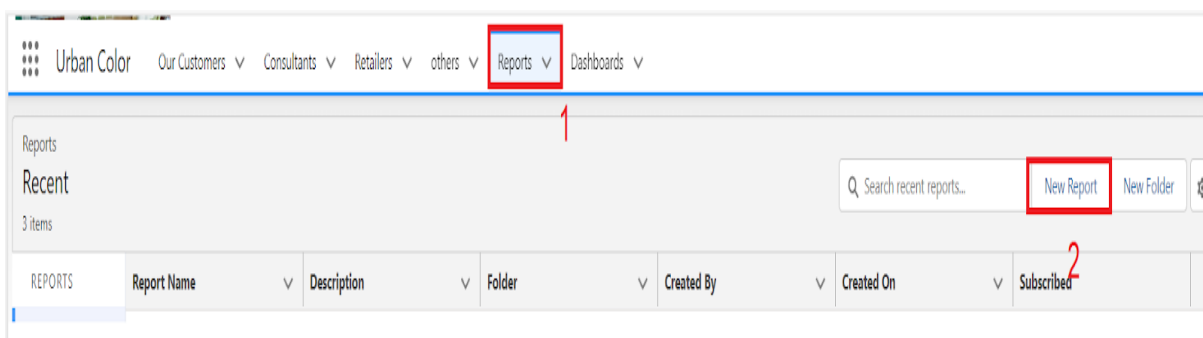 Urban Color Our Customers Consultants Retailers others Reports Dashboards
1
Reports
Recent
3 items
Search recent reports... New Report New Folder
2
REPORTS Report Name Description Folder Created By Created On Subscribed